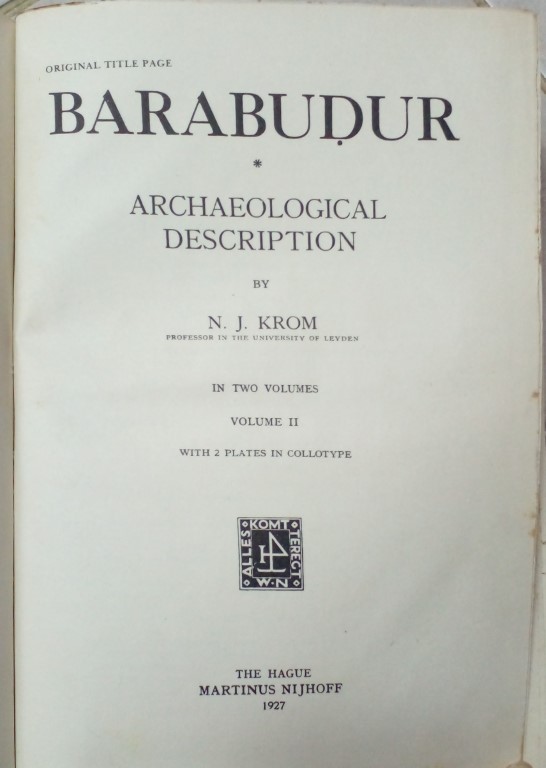 ORIGINAL TITLE PAGE
BARABUḌUR
*
ARCHAEOLOGICAL
DESCRIPTION
BY
N. J. KROM
PROFESSOR IN THE UNIVERSITY OF LEYDEN
IN TWO VOLUMES
VOLUME II
WITH 2 PLATES IN COLLOTYPE
ALLES KOMT TERECT
W·N
THE HAGUE
MARTINUS NIJHOFF
1927